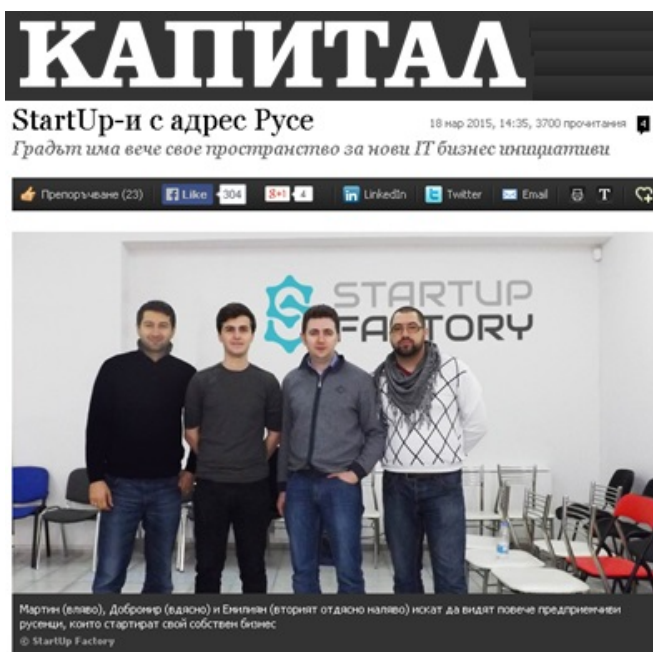 КАПИТАЛ
StartUp-и с адрес Русе
18 мар 2015, 14:35, 3700 прочитания 4
Градът има вече свое пространство за нови IT бизнес инициативи
Препоръчване (23) Like 304 g+1 4 LinkedIn Twitter Email T
STARTUP
FACTORY
Мартин (вляво), Добромир (вдясно) и Емилиян (вторият отдясно наляво) искат да видят повече предприемчиви
русенци, които стартират свой собствен бизнес
© StartUp Factory